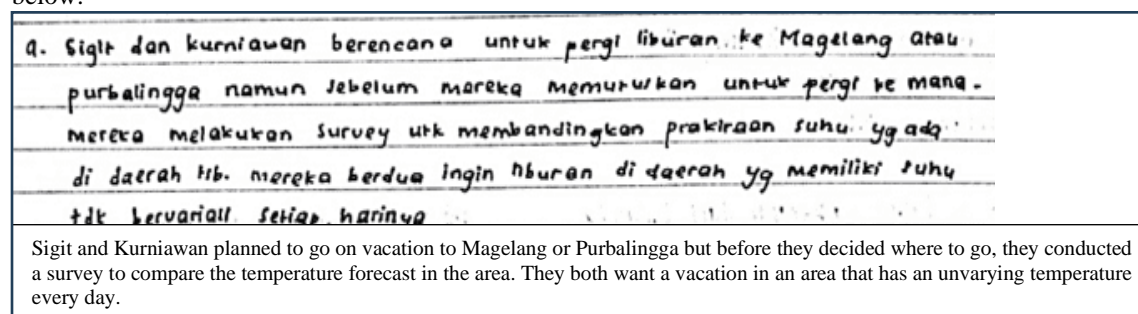 below:
a. Sigit dan kurniawan berencana untuk pergi liburan ke Magelang atau
purbalingga namun sebelum mereka memutuskan untuk pergi ke mana.
mereka melakukan survey utk membandingkan prakiraan suhu yg ada
di daerah tsb. mereka berdua ingin liburan di daerah yg memiliki suhu
tdk bervariasi setiap harinya
Sigit and Kurniawan planned to go on vacation to Magelang or Purbalingga but before they decided where to go, they conducted
a survey to compare the temperature forecast in the area. They both want a vacation in an area that has an unvarying temperature
every day.